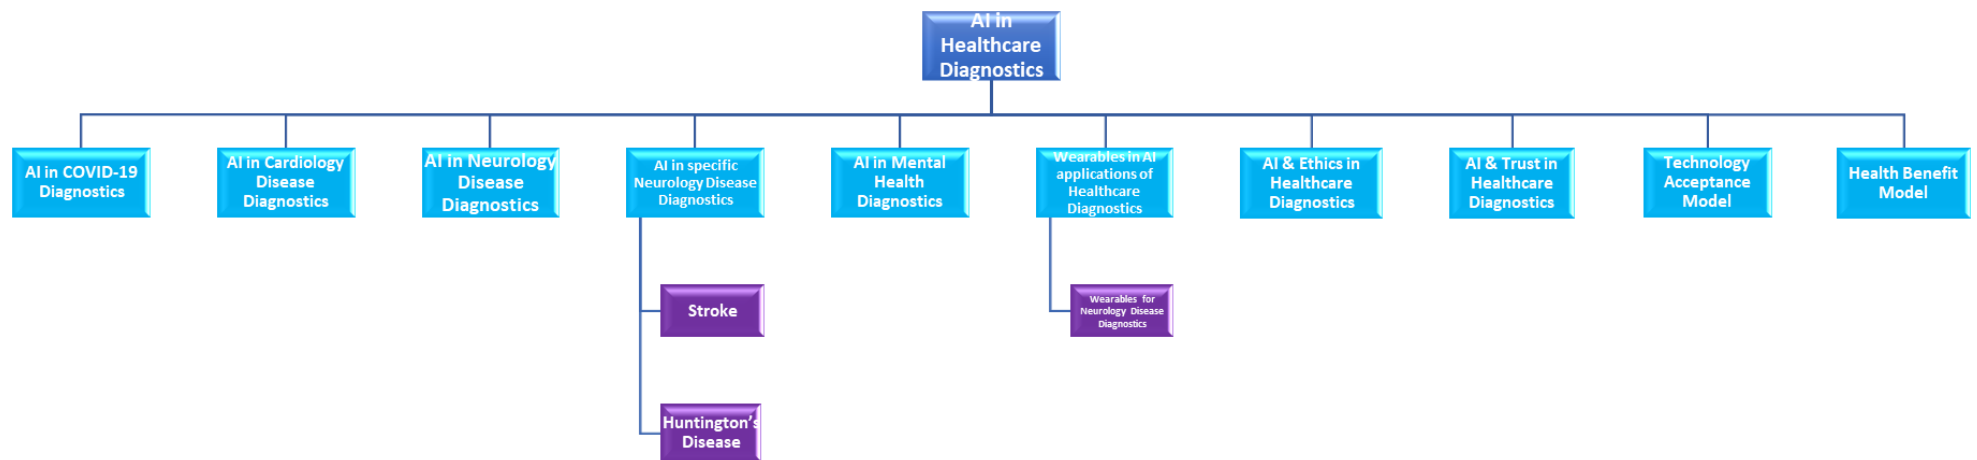 AI in
Healthcare
Diagnostics
AI in COVID-19
Diagnostics
AI in Cardiology
Disease
Diagnostics
AI in Neurology
Disease
Diagnostics
AI in specific
Neurology Disease
Diagnostics
AI in Mental
Health
Diagnostics
Wearables in AI
applications of
Healthcare
Diagnostics
AI & Ethics in
Healthcare
Diagnostics
AI & Trust in
Healthcare
Diagnostics
Technology
Acceptance
Model
Health Benefit
Model
Stroke
Wearables for
Neurology Disease
Diagnostics
Huntington's
Disease